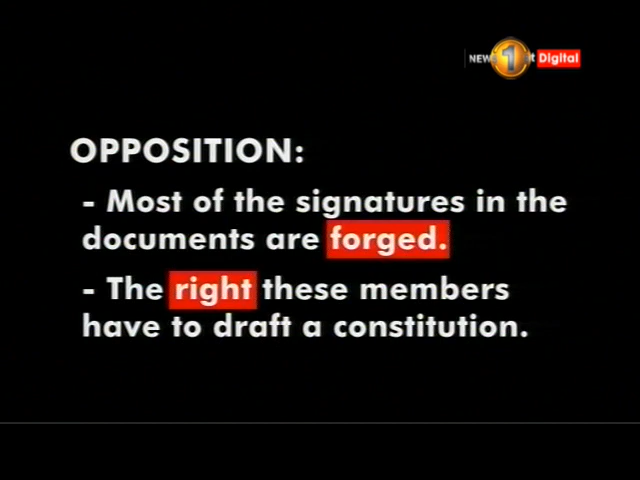 NEWS 1st Digital
OPPOSITION:
- Most of the signatures in the
documents are forged.
- The right these members
have to draft a constitution.